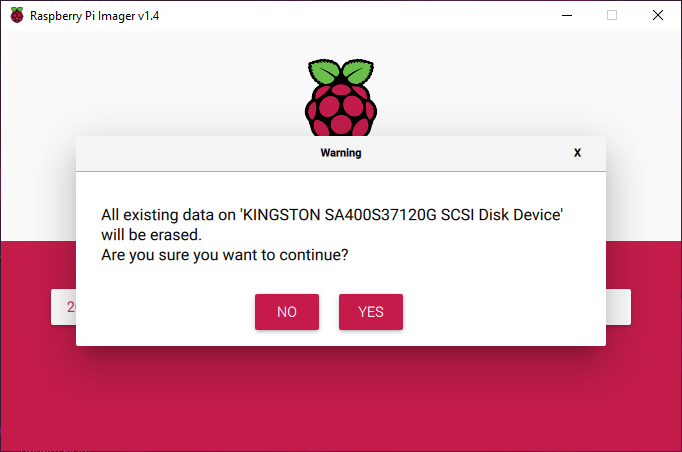 Raspberry Pi Imager v1.4
Warning
X
All existing data on 'KINGSTON SA400S37120G SCSI Disk Device'
will be erased.
Are you sure you want to continue?
NO
YES